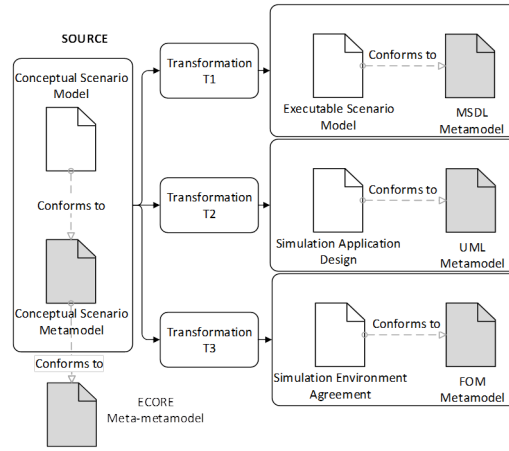 SOURCE
Conceptual Scenario
Model
Conforms to
Conceptual Scenario
Metamodel
Conforms to
ECORE
Meta-metamodel
Transformation
T1
Transformation
T2
Transformation
T3
Conforms to
Executable Scenario
Model
MSDL
Metamodel
Conforms to
Simulation Application
Design
UML
Metamodel
Conforms to
Simulation Environment
Agreement
FOM
Metamodel